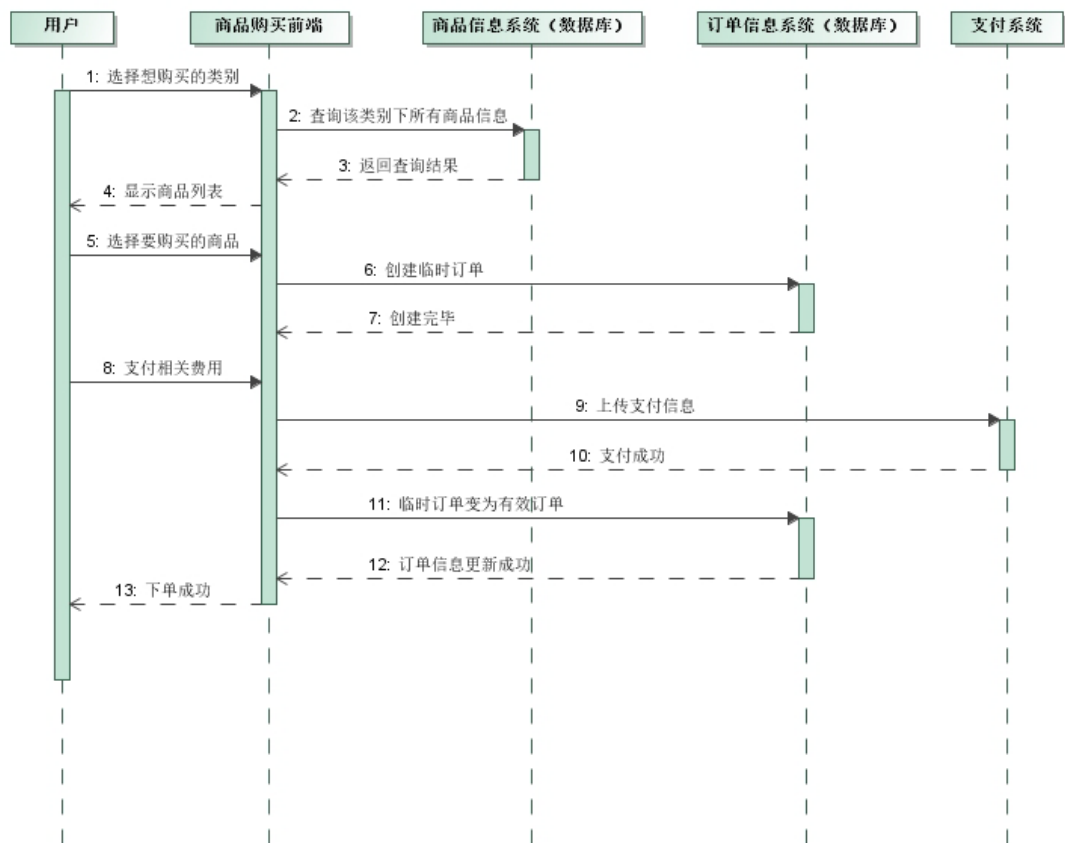 用户
商品购买前端
商品信息系统（数据库）
订单信息系统（数据库）
支付系统
1: 选择想购买的类别
2: 查询该类别下所有商品信息
3: 返回查询结果
4: 显示商品列表
5: 选择要购买的商品
6: 创建临时订单
7: 创建完毕
8: 支付相关费用
9: 上传支付信息
10: 支付成功
11: 临时订单变为有效订单
12: 订单信息更新成功
13: 下单成功